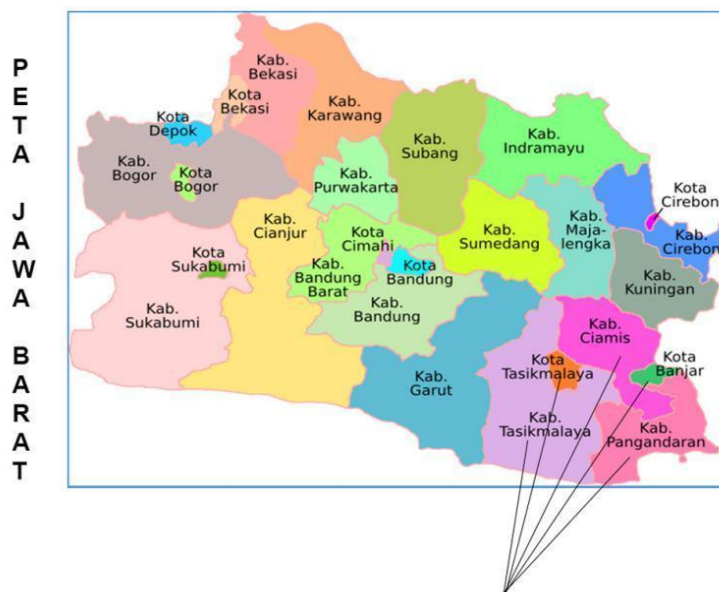 PETA JAWA BARAT
Kab.
Bekasi
Kota
Bekasi
Kab.
Karawang
Kota
Depok
Kab.
Subang
Kab.
Indramayu
Kab.
Bogor
Kota
Bogor
Kab.
Purwakarta
Kota
Cirebon
Kab.
Cianjur
Kota
Cimahi
Kab.
Sumedang
Kab.
Maja-
lengka
Kab.
Cirebon
Kota
Sukabumi
Kab.
Bandung
Barat
Kota
Bandung
Kab.
Kuningan
Kab.
Sukabumi
Kab.
Bandung
Kab.
Ciamis
Kab.
Garut
Kota
Tasikmalaya
Kota
Banjar
Kab.
Tasikmalaya
Kab.
Pangandaran